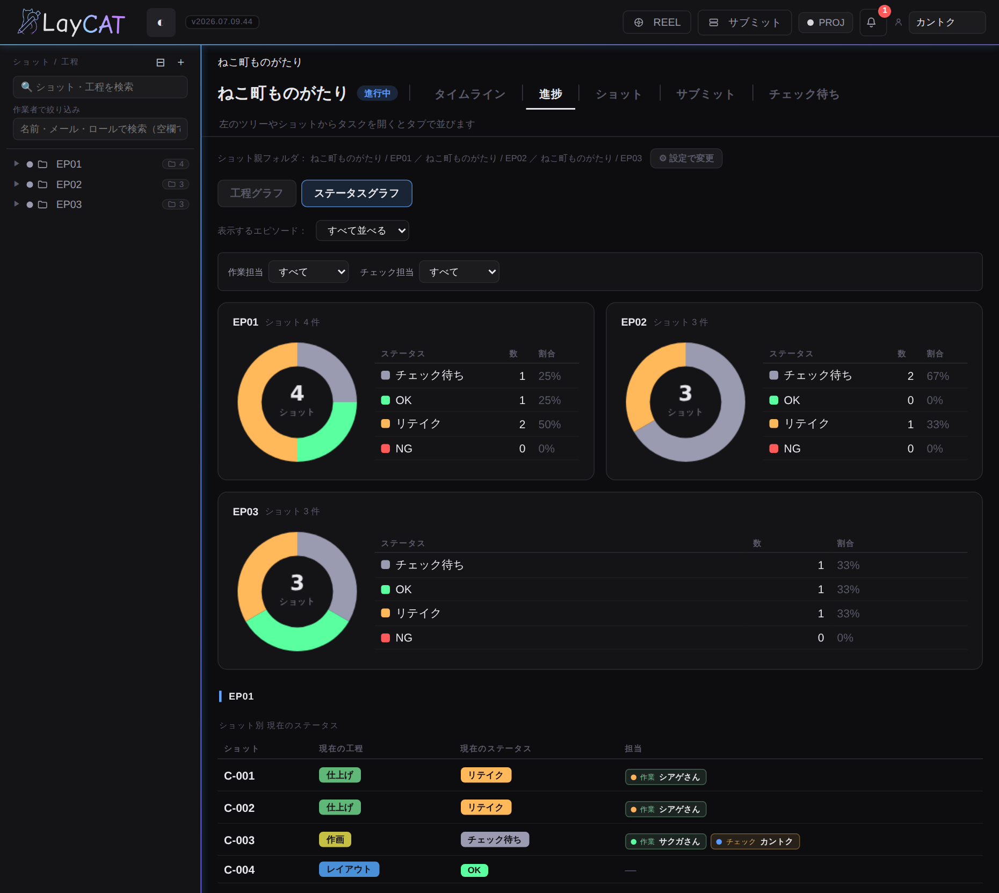 LayCAT
v2026.07.09.44
REEL
サブミット
PROJ
1
カントク
ショット / 工程
ショット・工程を検索
作業者で絞り込み
名前・メール・ロールで検索（空欄で
EP01 4
EP02 3
EP03 3
ねこ町ものがたり
ねこ町ものがたり 進行中
タイムライン
進捗
ショット
サブミット
チェック待ち
左のツリーやショットからタスクを開くとタブで並びます
ショット親フォルダ： ねこ町ものがたり / EP01 ／ ねこ町ものがたり / EP02 ／ ねこ町ものがたり / EP03
設定で変更
工程グラフ
ステータスグラフ
表示するエピソード： すべて並べる
作業担当 すべて チェック担当 すべて
EP01 ショット 4 件
4
ショット
ステータス 数 割合
チェック待ち 1 25%
OK 1 25%
リテイク 2 50%
NG 0 0%
EP02 ショット 3 件
3
ショット
ステータス 数 割合
チェック待ち 2 67%
OK 0 0%
リテイク 1 33%
NG 0 0%
EP03 ショット 3 件
3
ショット
ステータス 数 割合
チェック待ち 1 33%
OK 1 33%
リテイク 1 33%
NG 0 0%
EP01
ショット別 現在のステータス
ショット 現在の工程 現在のステータス 担当
C-001 仕上げ リテイク 作業 シアゲさん
C-002 仕上げ リテイク 作業 シアゲさん
C-003 作画 チェック待ち 作業 サクガさん チェック カントク
C-004 レイアウト OK —